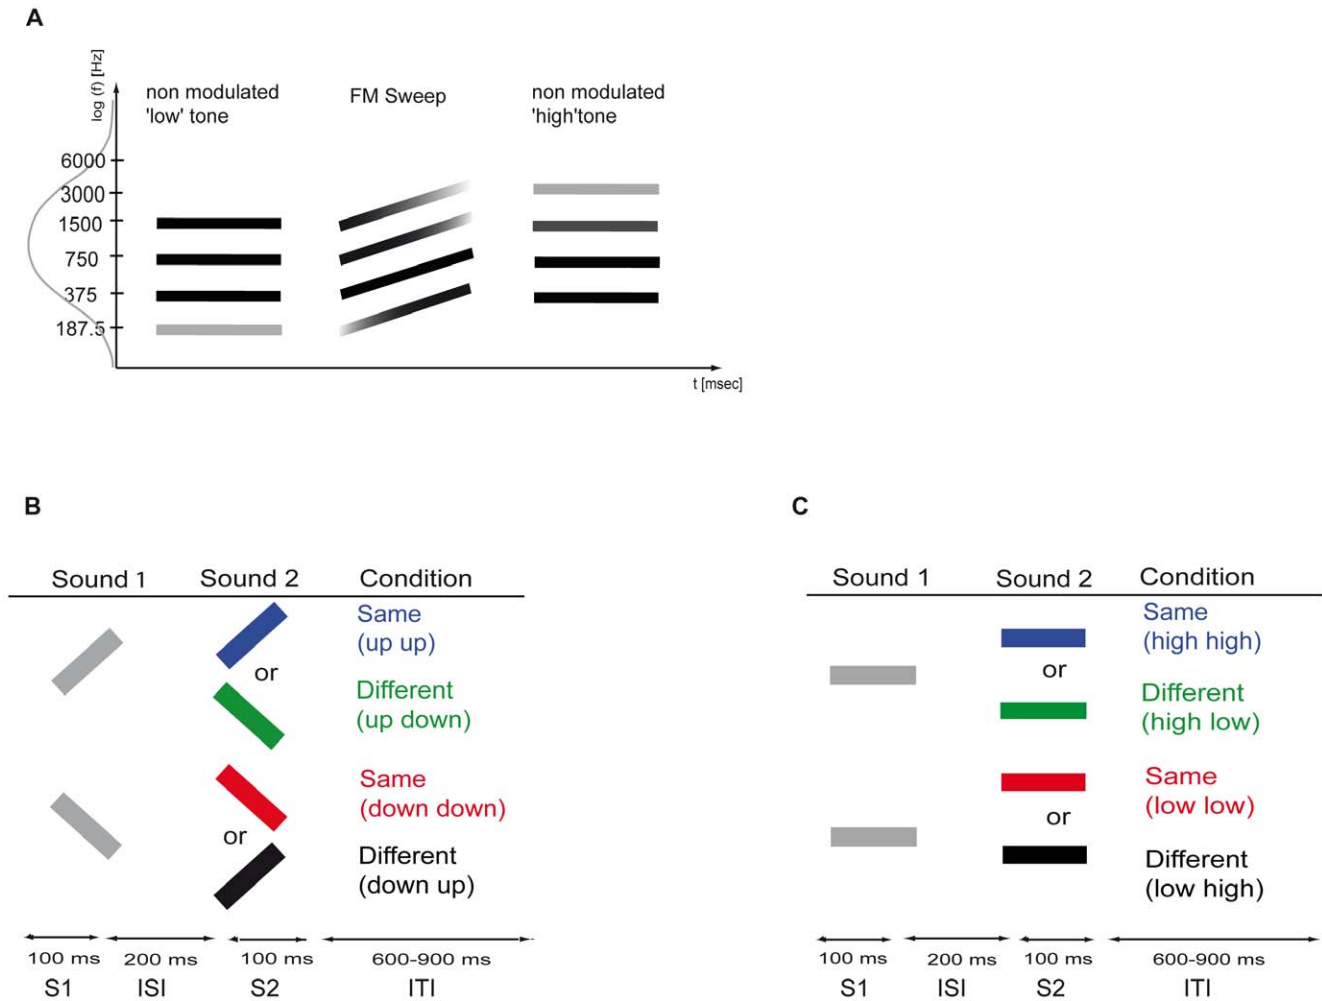 A
log (f) [Hz]
non modulated
'low' tone
FM Sweep
non modulated
'high'tone
6000
3000
1500
750
375
187.5
t [msec]
B
Sound 1 Sound 2 Condition
Same
(up up)
or
Different
(up down)
Same
(down down)
or
Different
(down up)
100 ms 200 ms 100 ms 600-900 ms
S1 ISI S2 ITI
C
Sound 1 Sound 2 Condition
Same
(high high)
or
Different
(high low)
Same
(low low)
or
Different
(low high)
100 ms 200 ms 100 ms 600-900 ms
S1 ISI S2 ITI